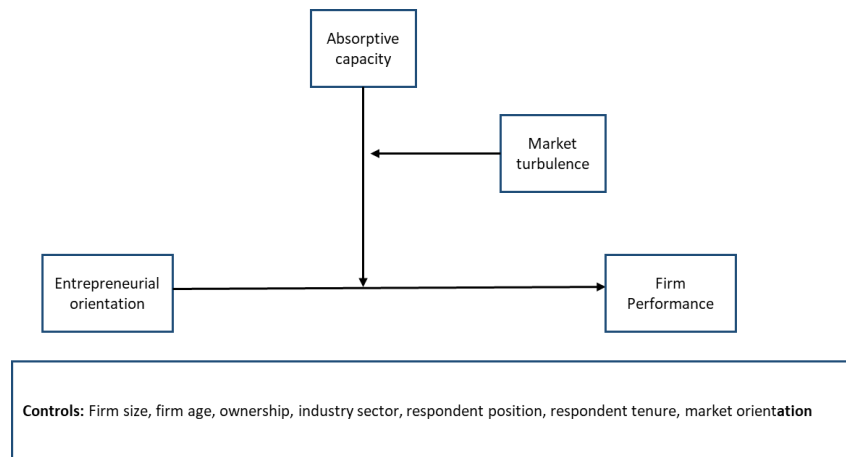 Absorptive
capacity
Market
turbulence
Entrepreneurial
orientation
Firm
Performance
Controls: Firm size, firm age, ownership, industry sector, respondent position, respondent tenure, market orientation